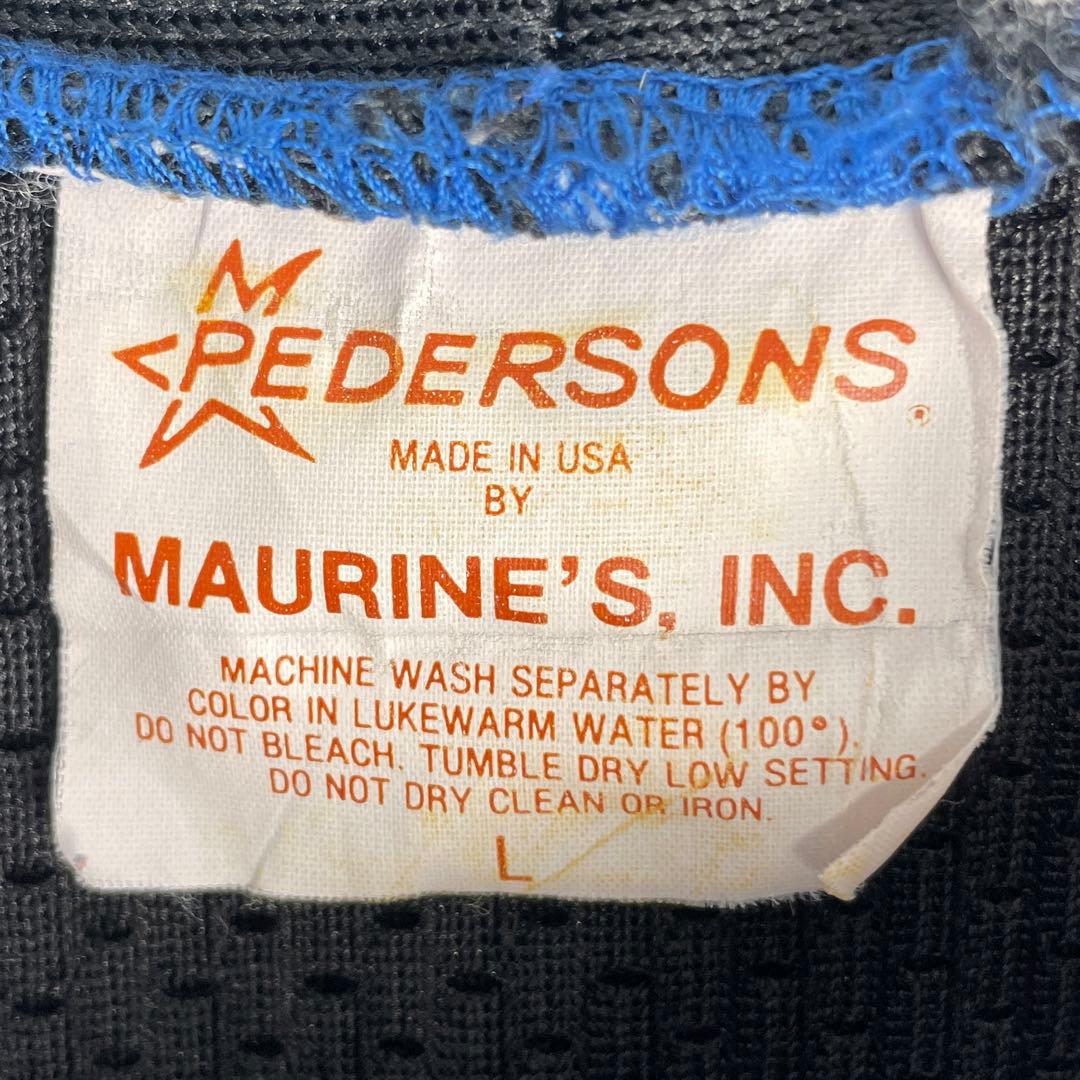 M
PEDERSONS®
MADE IN USA
BY
MAURINE'S, INC.
MACHINE WASH SEPARATELY BY
COLOR IN LUKEWARM WATER (100°).
DO NOT BLEACH. TUMBLE DRY LOW SETTING.
DO NOT DRY CLEAN OR IRON.
L